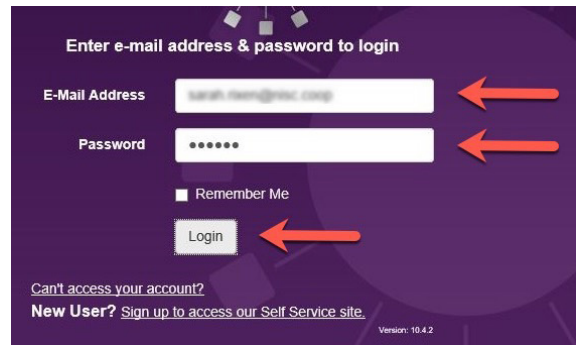 Enter e-mail address & password to login
E-Mail Address
Password
Remember Me
Login
Can't access your account?
New User? Sign up to access our Self Service site.
Version: 10.4.2